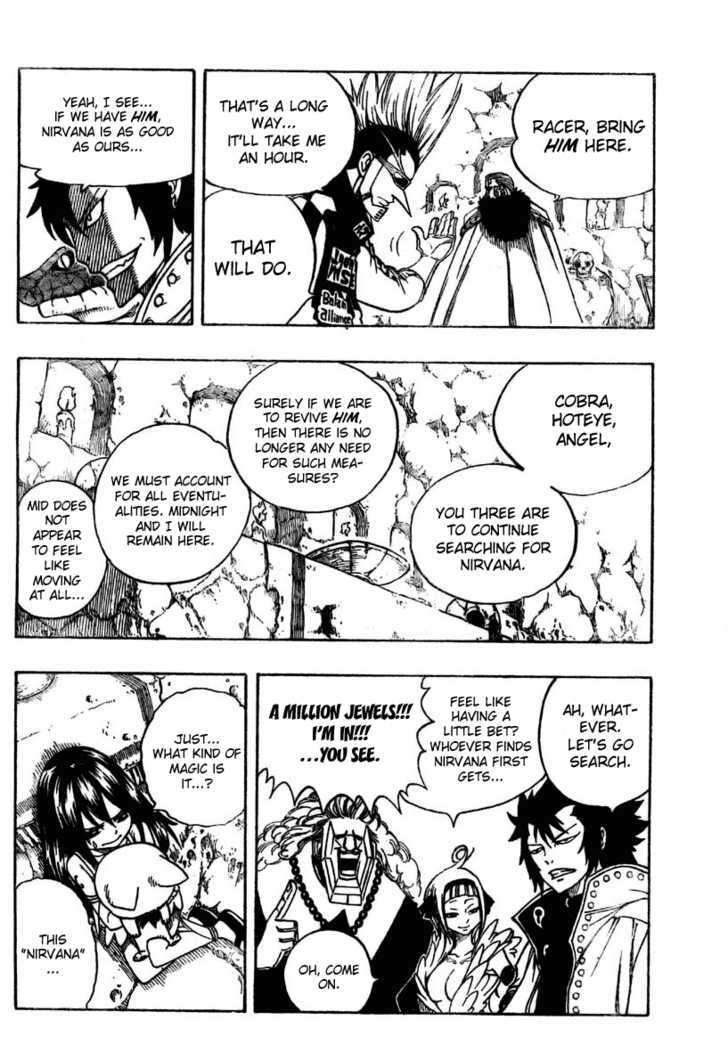 RACER, BRING
HIM HERE.
THAT'S A LONG
WAY...
IT'LL TAKE ME
AN HOUR.
THAT
WILL DO.
Balam
alliance
YEAH, I SEE...
IF WE HAVE HIM,
NIRVANA IS AS GOOD
AS OURS...
COBRA,
HOTEYE,
ANGEL,
YOU THREE ARE
TO CONTINUE
SEARCHING FOR
NIRVANA.
SURELY IF WE ARE
TO REVIVE HIM,
THEN THERE IS NO
LONGER ANY NEED
FOR SUCH MEA-
SURES?
WE MUST ACCOUNT
FOR ALL EVENTU-
ALITIES. MIDNIGHT
AND I WILL
REMAIN HERE.
MID DOES
NOT
APPEAR
TO FEEL
LIKE
MOVING
AT ALL...
AH, WHAT-
EVER.
LET'S GO
SEARCH.
FEEL LIKE
HAVING A
LITTLE BET?
WHOEVER FINDS
NIRVANA FIRST
GETS...
A MILLION JEWELS!!!
I'M IN!!!
...YOU SEE.
OH, COME
ON.
JUST...
WHAT KIND OF
MAGIC IS
IT...?
THIS
"NIRVANA"
...